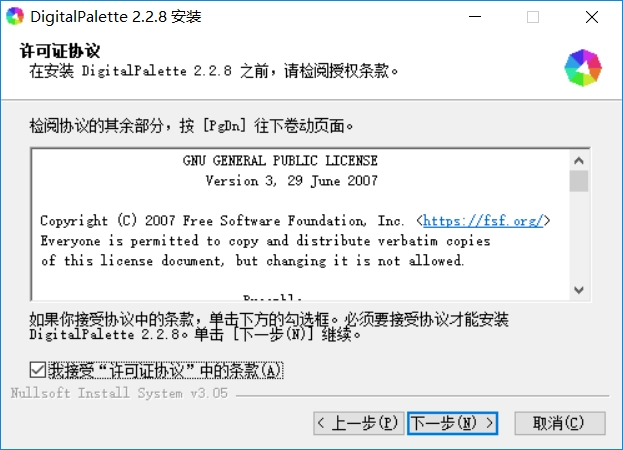 DigitalPalette 2.2.8 安装
许可证协议
在安装 DigitalPalette 2.2.8 之前，请检阅授权条款。
检阅协议的其余部分，按 [PgDn] 往下卷动页面。
GNU GENERAL PUBLIC LICENSE
Version 3, 29 June 2007
Copyright (C) 2007 Free Software Foundation, Inc. <https://fsf.org/>
Everyone is permitted to copy and distribute verbatim copies
of this license document, but changing it is not allowed.
如果你接受协议中的条款，单击下方的勾选框。必须要接受协议才能安装
DigitalPalette 2.2.8。单击 [下一步(N)] 继续。
我接受“许可证协议”中的条款(A)
Nullsoft Install System v3.05
< 上一步(P)
下一步(N) >
取消(C)